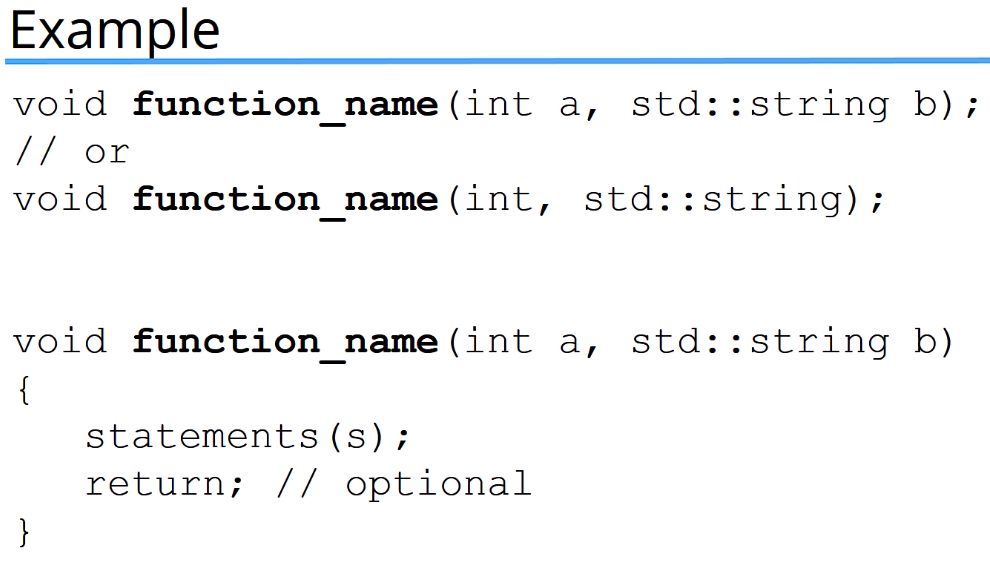 Example
void function_name(int a, std::string b);
// or
void function_name(int, std::string);
void function_name(int a, std::string b)
{
statements(s);
return; // optional
}